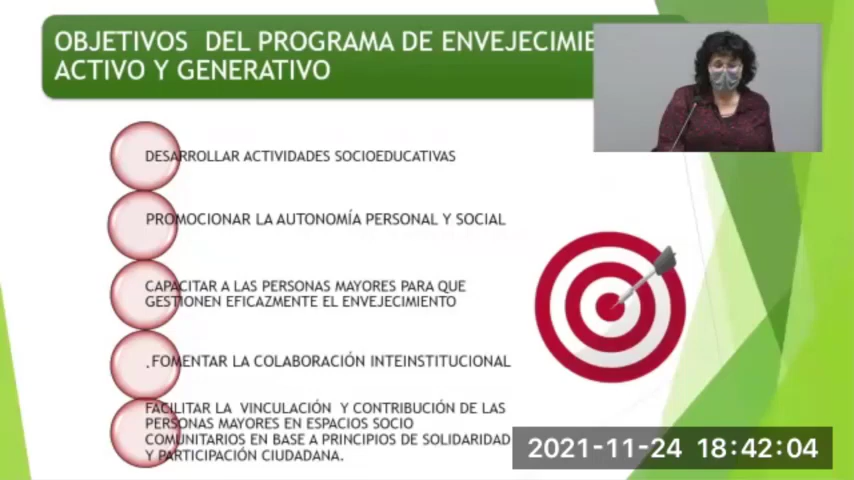 OBJETIVOS DEL PROGRAMA DE
ACTIVO Y GENERATIVO
DESARROLLAR ACTIVIDADES SOCIOEDUCATIVAS
PROMOCIONAR LA AUTONOMÍA PERSONAL Y SOCIAL
CAPACITAR A LAS PERSONAS MAYORES PARA QUE
GESTIONEN EFICAZMENTE EL ENVEJECIMIENTO
.FOMENTAR LA COLABORACIÓN INTEINSTITUCIONAL
FACILITAR LA VINCULACIÓN Y CONTRIBUCIÓN DE LAS
PERSONAS MAYORES EN ESPACIOS SOCIO
COMUNITARIOS EN BASE A PRINCIPIOS DE SOLIDARIDAD
Y PARTICIPACIÓN CIUDADANA.
2021-11-24 18:42:04